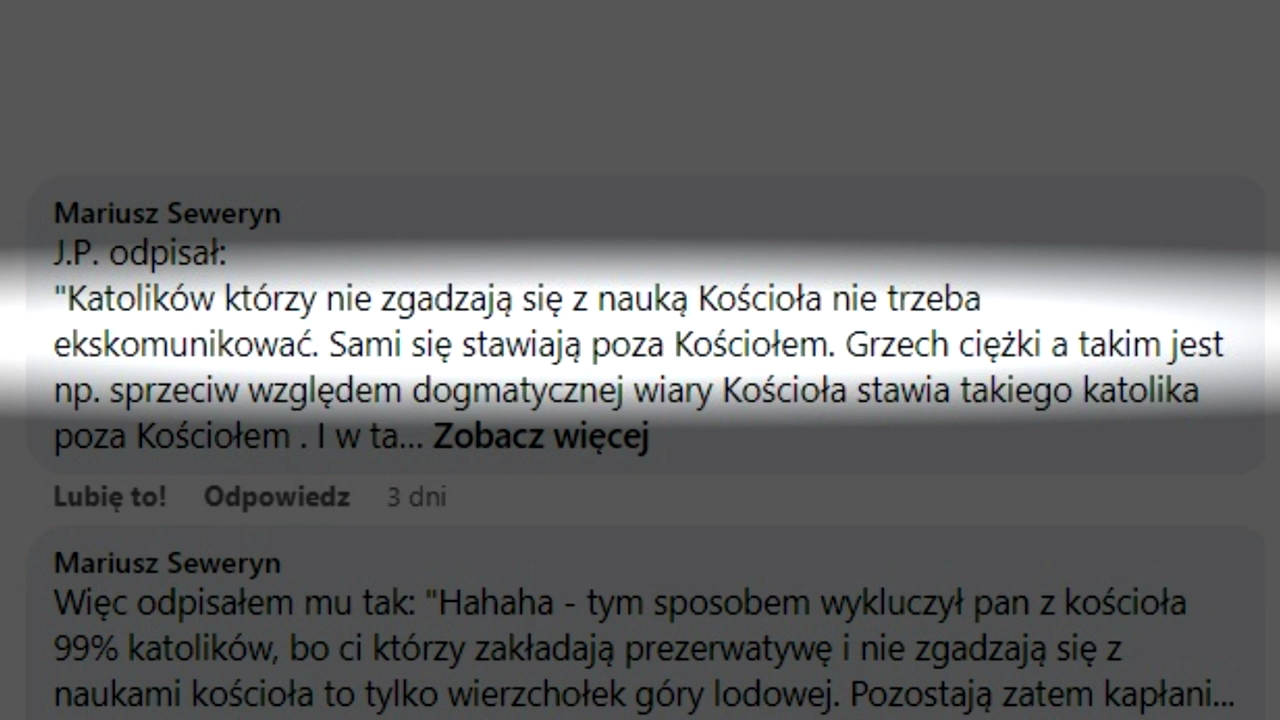 Mariusz Seweryn
J.P. odpisał:
"Katolików którzy nie zgadzają się z nauką Kościoła nie trzeba
ekskomunikować. Sami się stawiają poza Kościołem. Grzech ciężki a takim jest
np. sprzeciw względem dogmatycznej wiary Kościoła stawia takiego katolika
poza Kościołem . I w ta... Zobacz więcej
Lubię to! Odpowiedz 3 dni
Mariusz Seweryn
Więc odpisałem mu tak: "Hahaha - tym sposobem wykluczył pan z kościoła
99% katolików, bo ci którzy zakładają prezerwatywę i nie zgadzają się z
naukami kościoła to tylko wierzchołek góry lodowej. Pozostają zatem kapłani...